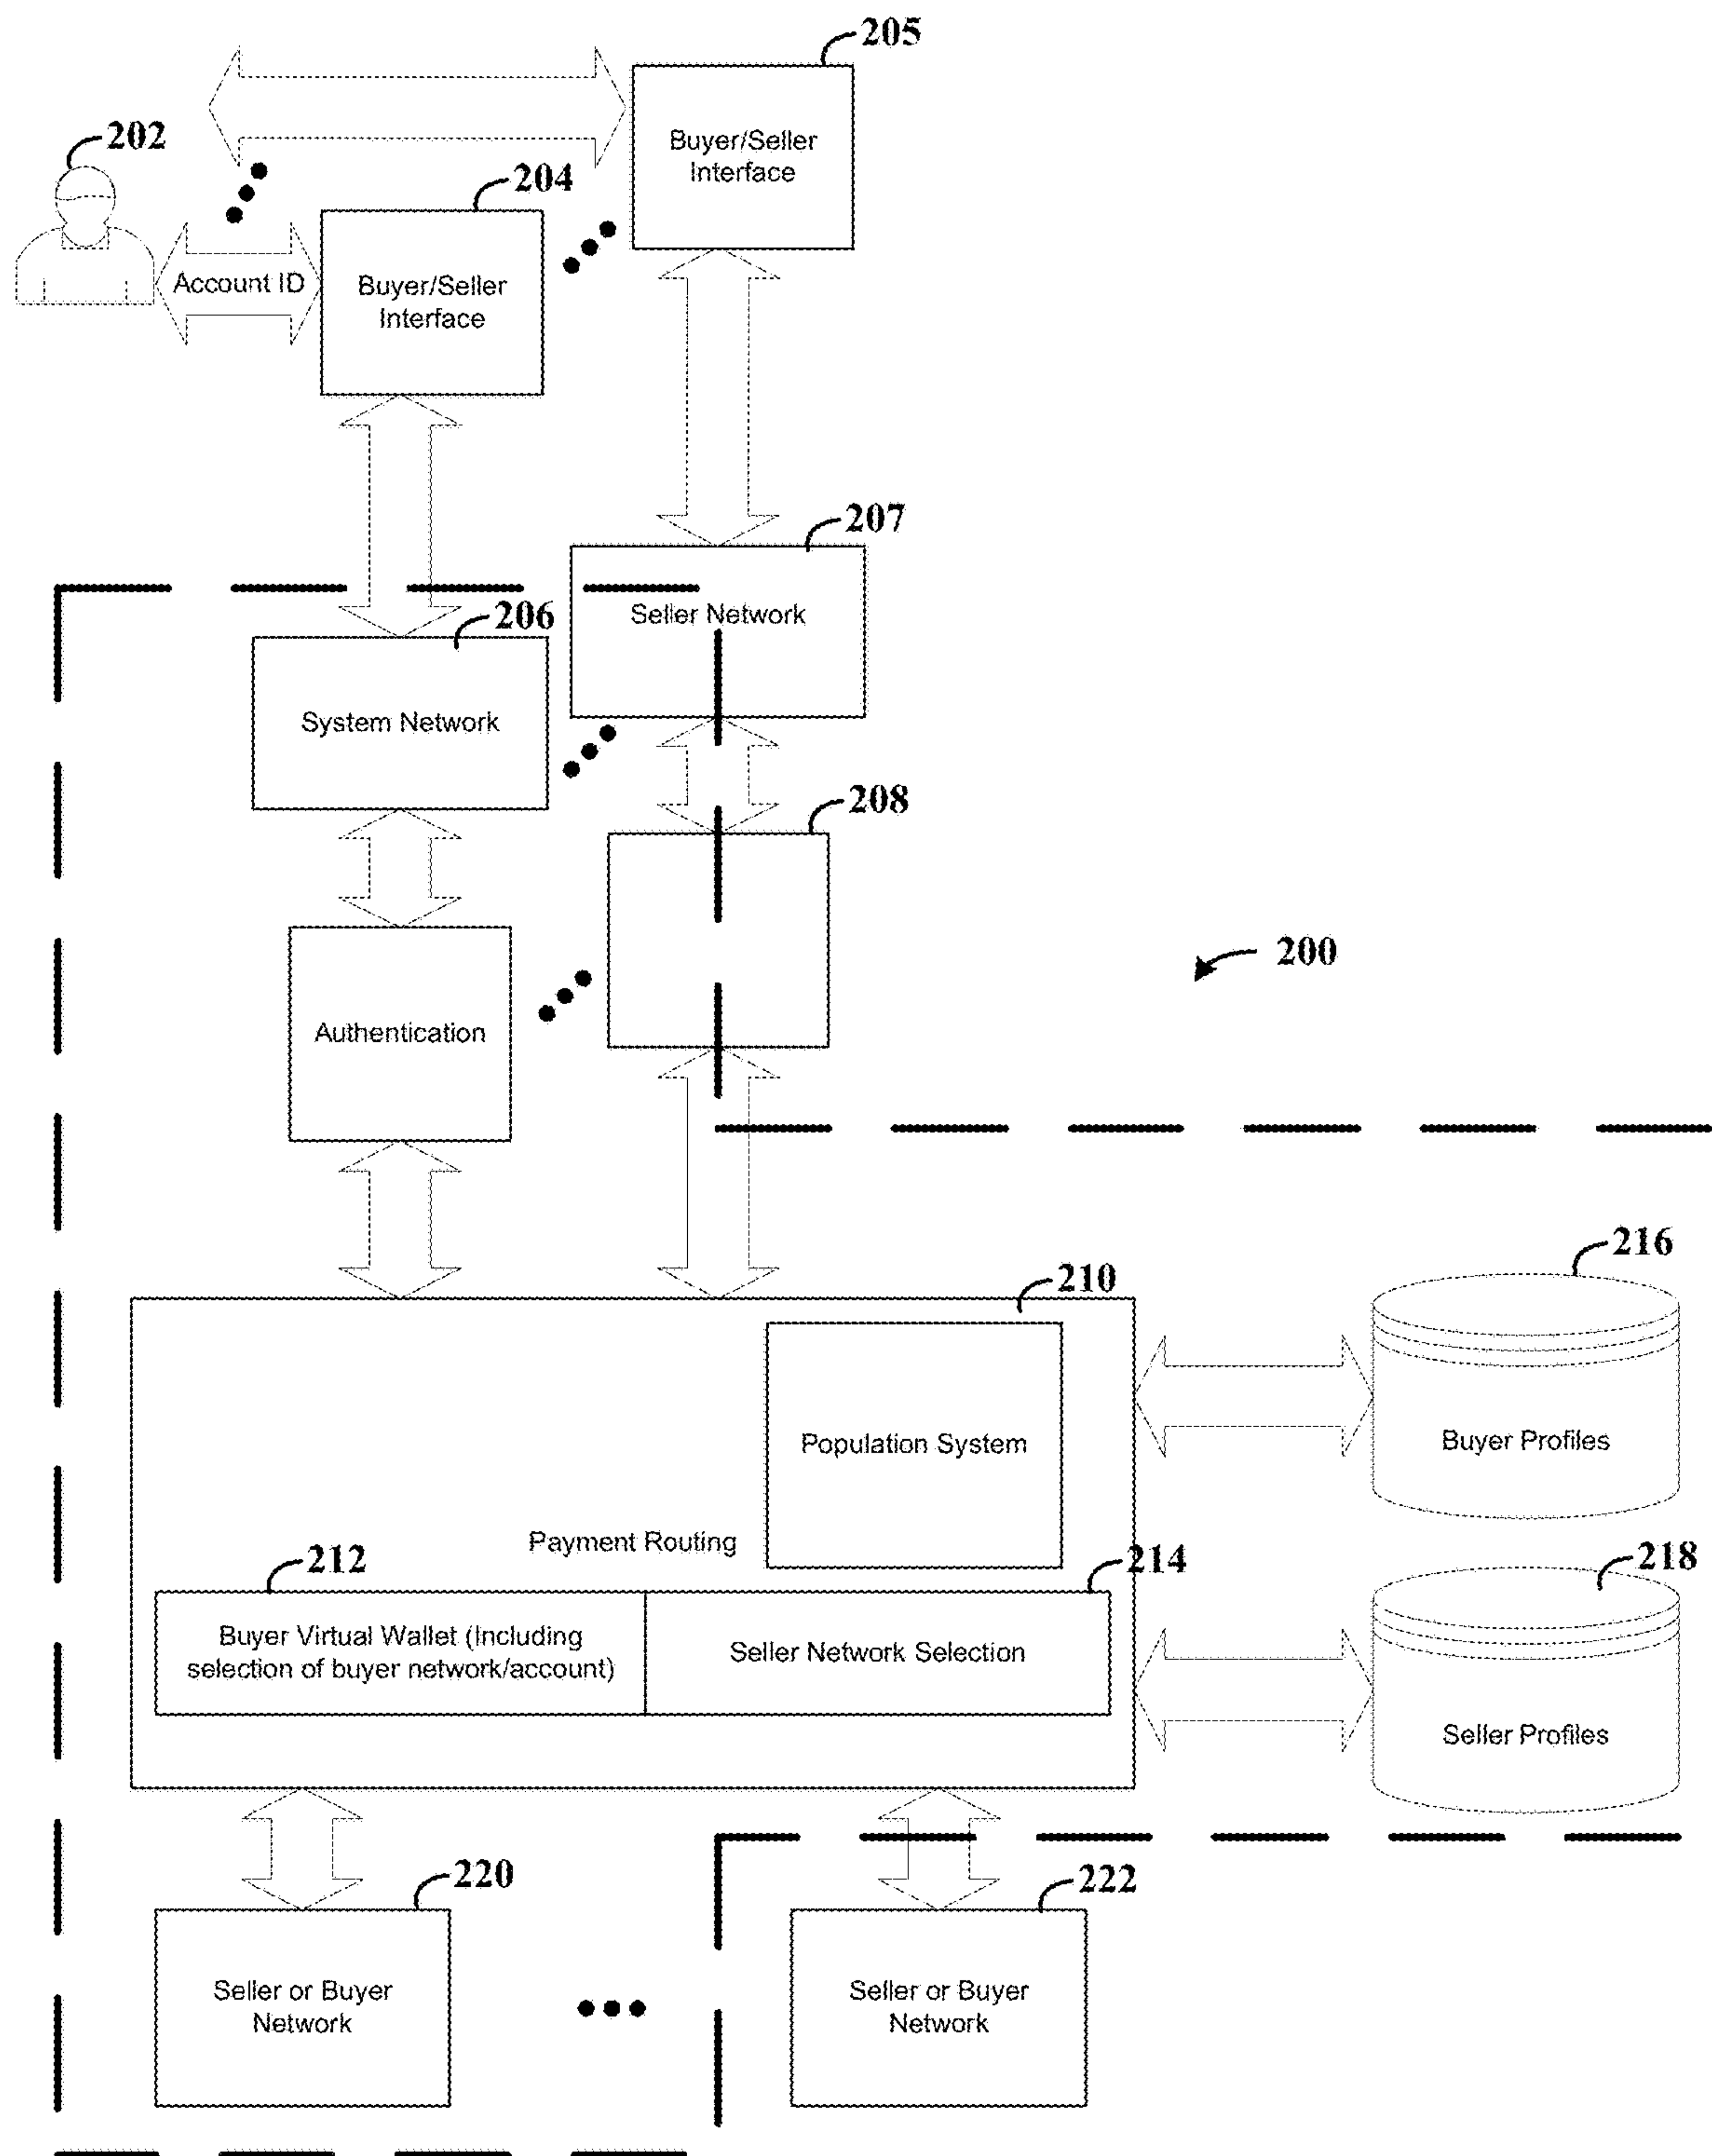 205
202
Buyer/Seller
Interface
204
Account ID
Buyer/Seller
Interface
207
206
Seller Network
System Network
208
200
Authentication
216
210
Population System
Buyer Profiles
Payment Routing
212
214
218
Buyer Virtual Wallet (Including
selection of buyer network/account)
Seller Network Selection
Seller Profiles
220
222
Seller or Buyer
Network
Seller or Buyer
Network